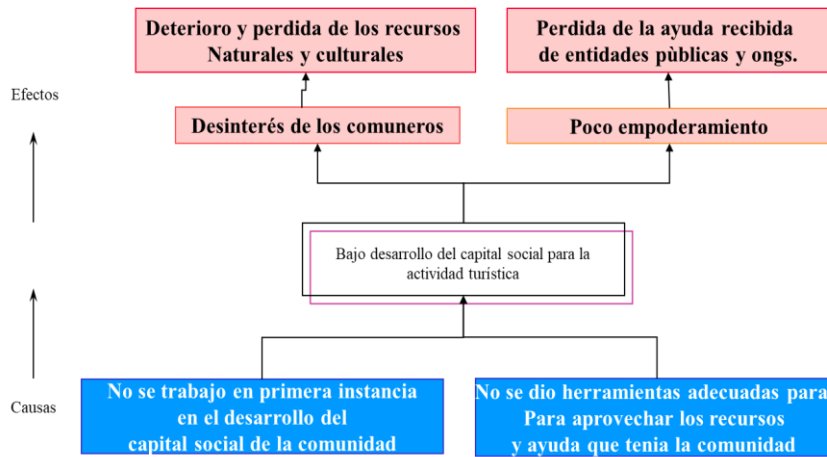 Deterioro y perdida de los recursos
Naturales y culturales
Perdida de la ayuda recibida
de entidades pùblicas y ongs.
Efectos
Desinterés de los comuneros
Poco empoderamiento
Bajo desarrollo del capital social para la
actividad turística
No se trabajo en primera instancia
en el desarrollo del
capital social de la comunidad
No se dio herramientas adecuadas para
Para aprovechar los recursos
y ayuda que tenia la comunidad
Causas